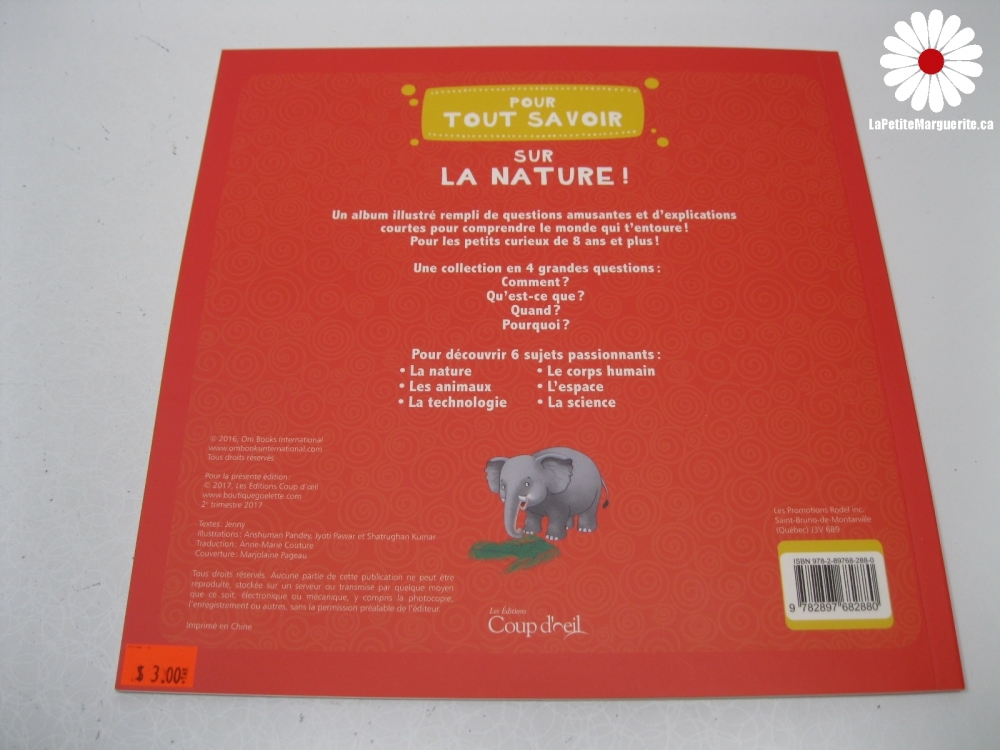 LaPetiteMarguerite.ca
POUR
TOUT SAVOIR
SUR
LA NATURE !
Un album illustré rempli de questions amusantes et d'explications
courtes pour comprendre le monde qui t'entoure !
Pour les petits curieux de 8 ans et plus !
Une collection en 4 grandes questions :
Comment ?
Qu'est-ce que ?
Quand ?
Pourquoi ?
Pour découvrir 6 sujets passionnants :
• La nature
• Les animaux
• La technologie
• Le corps humain
• L'espace
• La science
© 2016, Om Books International
www.ombooksinternational.com
Tous droits réservés
Pour la présente édition :
© 2017, Les Éditions Coup d'œil
www.boutiquegoelette.com
2e trimestre 2017
Textes : Jenny
Illustrations : Anshuman Pandey, Jyoti Pawar et Shatrughan Kumar
Traduction : Anne-Marie Couture
Couverture : Marjolaine Pageau
Tous droits réservés. Aucune partie de cette publication ne peut être
reproduite, stockée sur un serveur ou transmise par quelque moyen
que ce soit, électronique ou mécanique, y compris la photocopie,
l'enregistrement ou autres, sans la permission préalable de l'éditeur.
Imprimé en Chine
$ 3.00
Les Éditions
Coup d'œil
Les Promotions Rodel inc.
Saint-Bruno-de-Montarville
(Québec) J3V 6B9
ISBN 978-2-89768-288-0
9 782897 682880